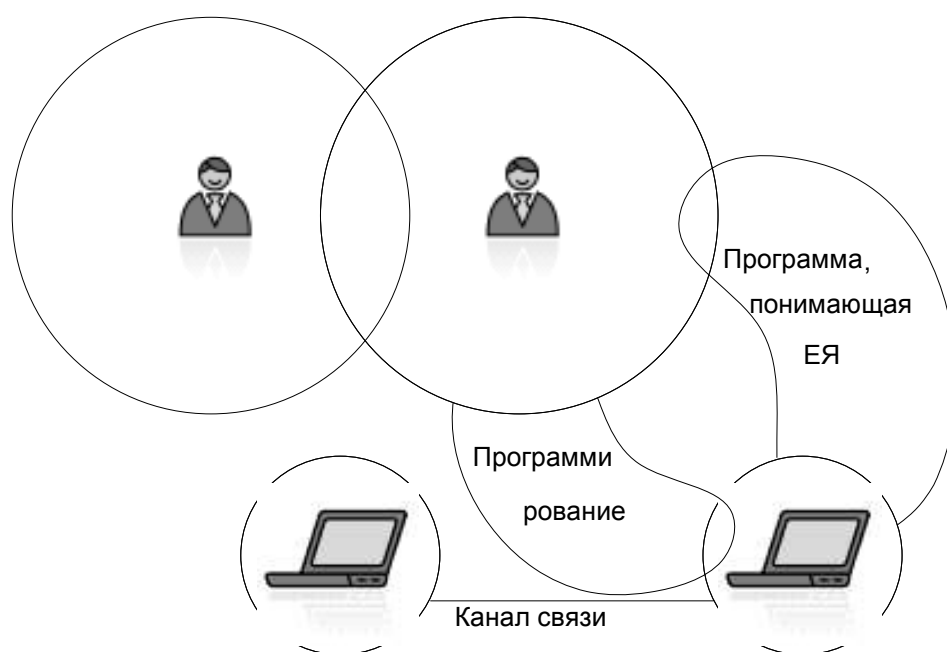 Программа,
понимающая
ЕЯ
Программи
рование
Канал связи